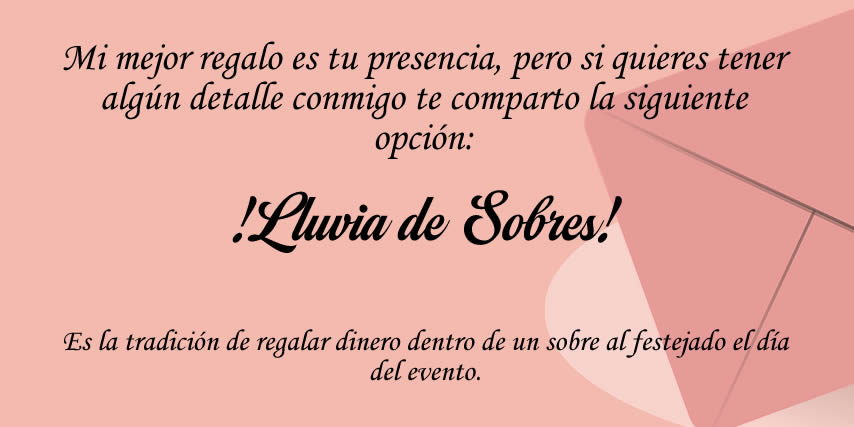 Mi mejor regalo es tu presencia, pero si quieres tener
algún detalle conmigo te comparto la siguiente
opción:
!Lluvia de Sobres!
Es la tradición de regalar dinero dentro de un sobre al festejado el día
del evento.